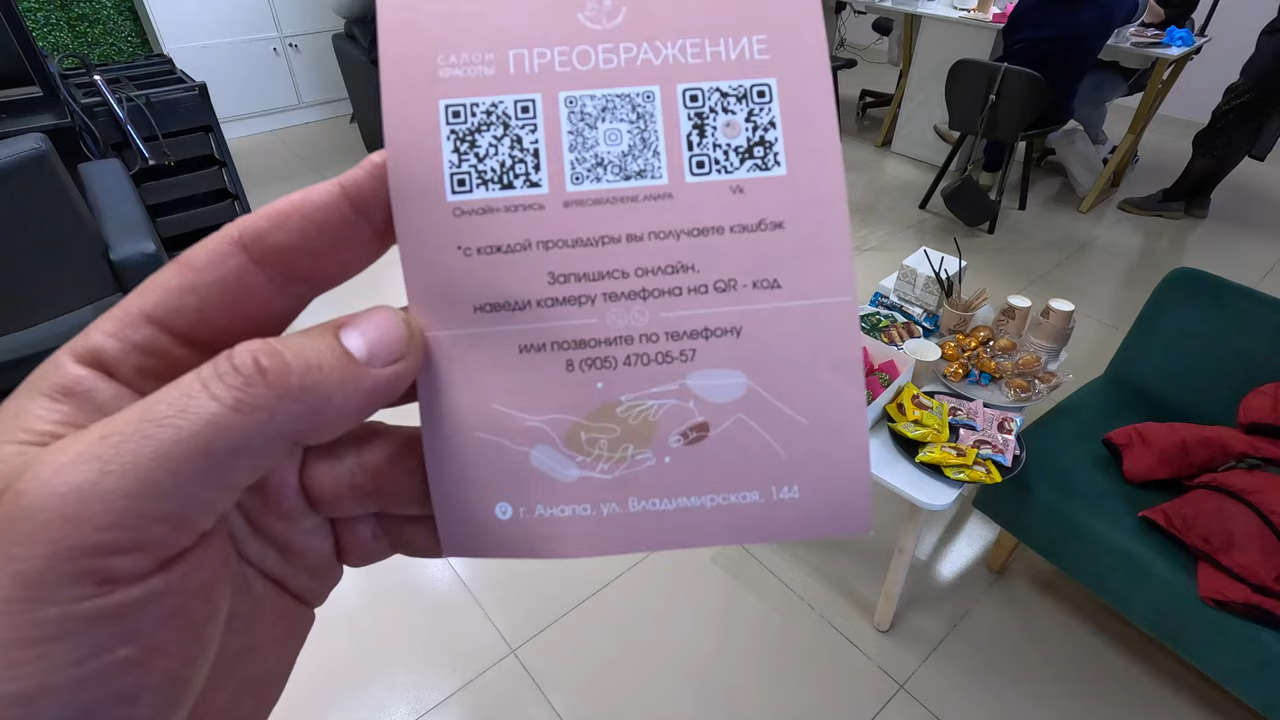 САЛОН
КРАСОТЫ
ПРЕОБРАЖЕНИЕ
Онлайн-запись
@PREOBRAZHENIE.ANAPA
Vk
*с каждой процедуры вы получаете кэшбэк
Запишись онлайн,
наведи камеру телефона на QR - код
или позвоните по телефону
8 (905) 470-05-57
г. Анапа, ул. Владимирская, 144